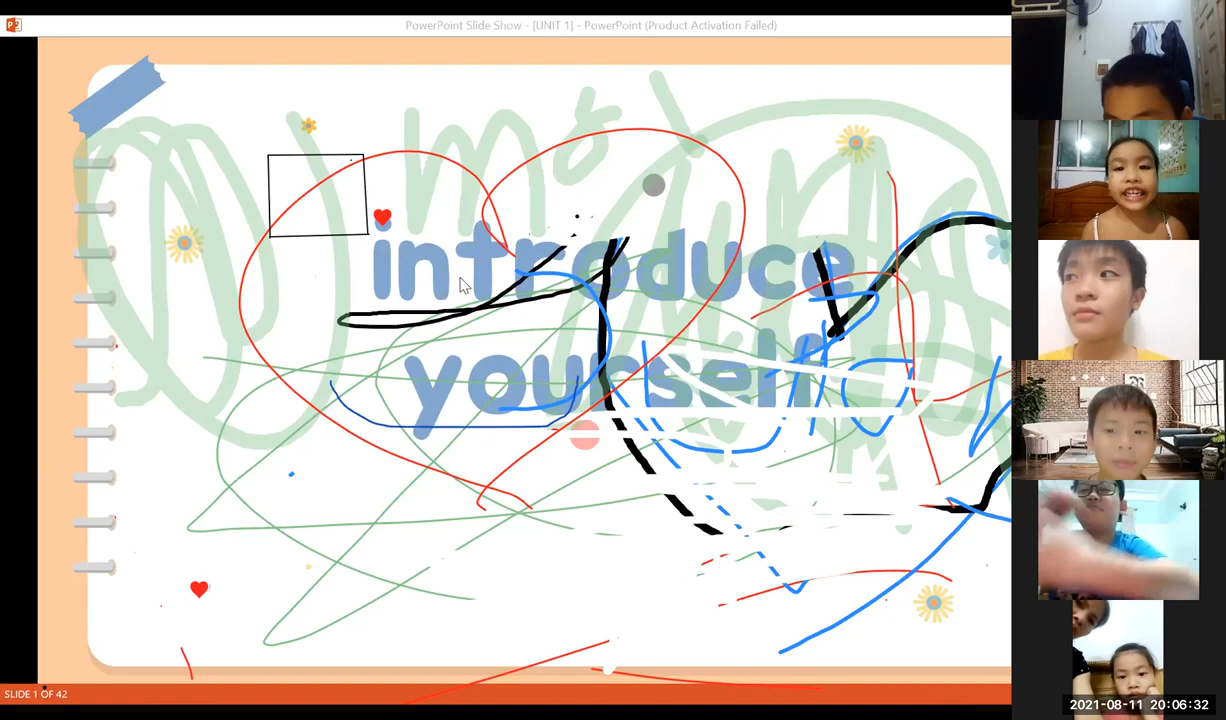 PowerPoint Slide Show - [UNIT 1] - PowerPoint (Product Activation Failed)
introduce
yourself
SLIDE 1 OF 42
2021-08-11 20:06:32